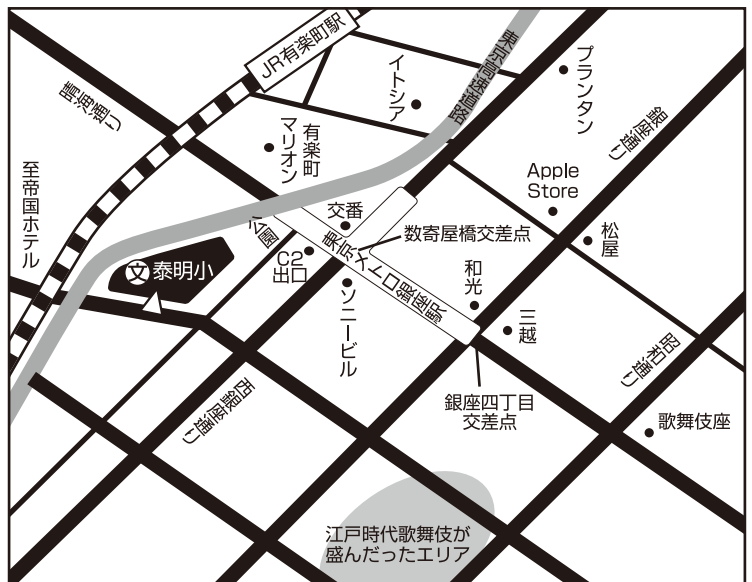 JR有楽町駅
東京高速道路
プランタン
イトシア
晴海通り
有楽町
マリオン
銀座通り
至帝国ホテル
Apple
Store
交番
公園
数寄屋橋交差点
松屋
C2
出口
東京メトロ銀座駅
文
泰明小
和光
ソニービル
三越
昭和通り
銀座四丁目
交差点
西銀座通り
歌舞伎座
江戸時代歌舞伎が
盛んだったエリア